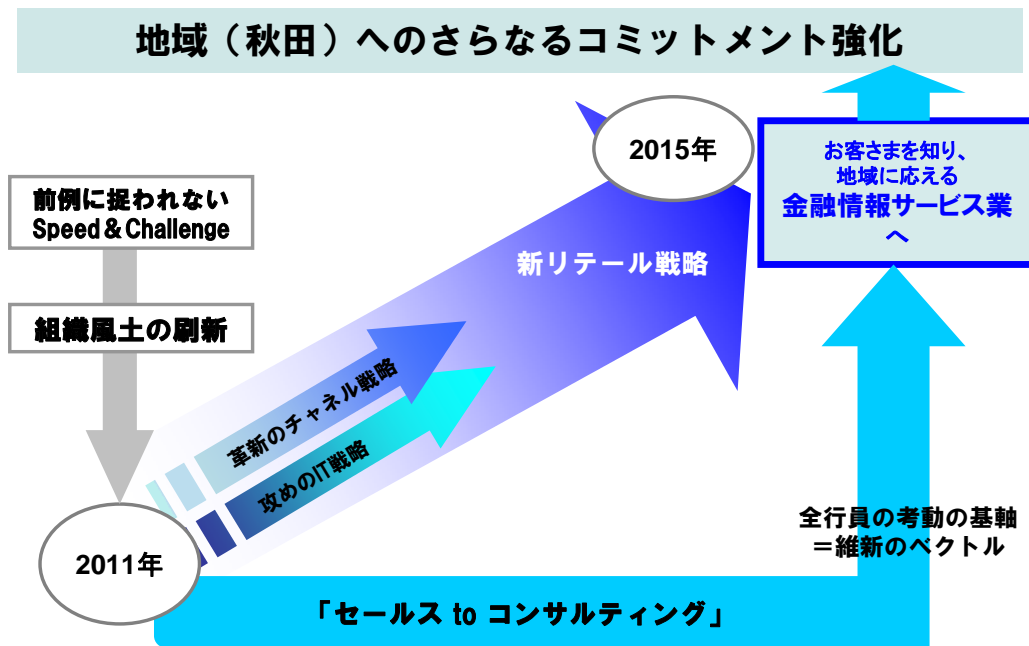 地域（秋田）へのさらなるコミットメント強化
2015年
お客さまを知り、
地域に応える
金融情報サービス業
へ
前例に捉われない
Speed＆Challenge
新リテール戦略
組織風土の刷新
革新のチャネル戦略
攻めのIT戦略
2011年
全行員の考動の基軸
＝維新のベクトル
「セールス to コンサルティング」